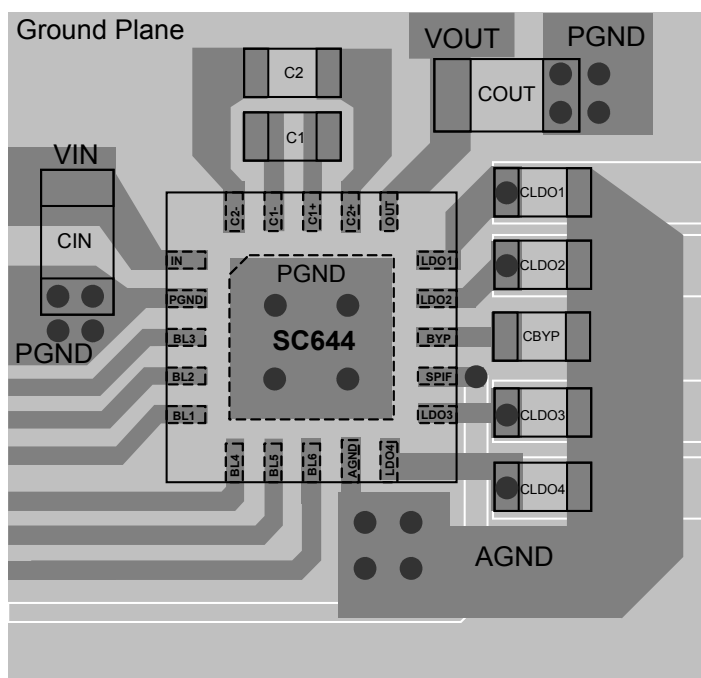 Ground Plane
VOUT
PGND
C2
COUT
C1
VIN
CIN
PGND
C2-
C1-
C1+
C2+
OUT
IN
PGND
BL3
BL2
BL1
PGND
SC644
LDO1
LDO2
BYP
SPIF
LDO3
BL4
BL5
BL6
AGND
LDO4
CLDO1
CLDO2
CBYP
CLDO3
CLDO4
AGND